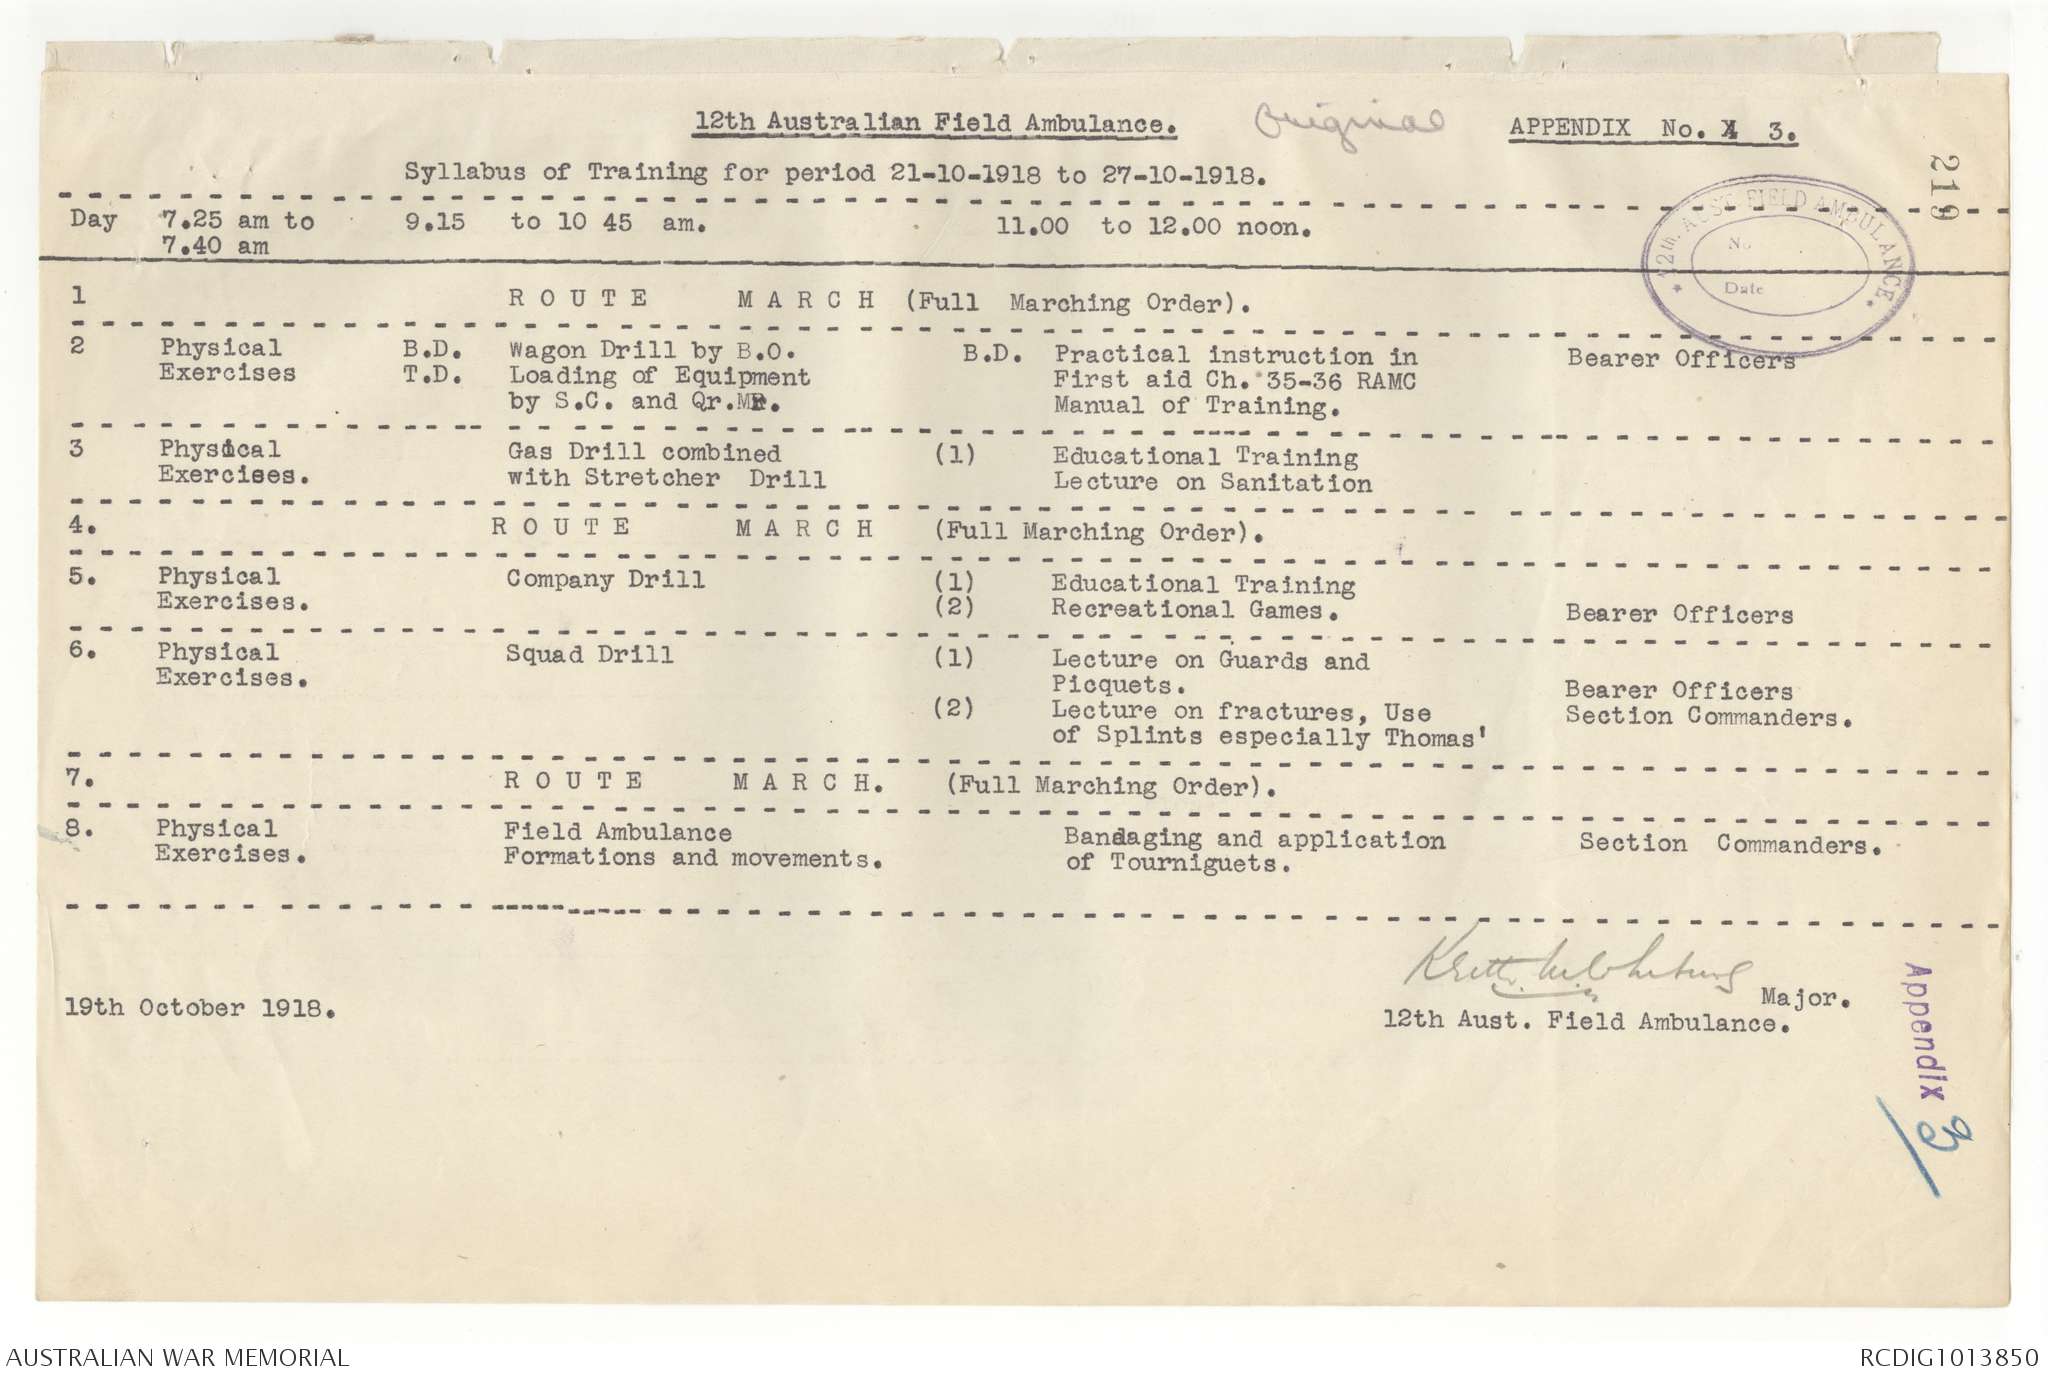 12th Australian Field Ambulance. Original APPENDIX No. 3.
219
Syllabus of Training for period 21-10-1918 to 27-10-1918.
Day 7.25 am to 9.15 to 10 45 am. 11.00 to 12.00 noon.
7.40 am
12th. AUST. FIELD AMBULANCE.
No
Date
1 ROUTE MARCH (Full Marching Order).
2 Physical B.D. Wagon Drill by B.O. B.D. Practical instruction in Bearer Officers
Exercises T.D. Loading of Equipment First aid Ch. 35-36 RAMC
by S.C. and Qr.MR. Manual of Training.
3 Physical Gas Drill combined (1) Educational Training
Exercises. with Stretcher Drill Lecture on Sanitation
4. ROUTE MARCH (Full Marching Order).
5. Physical Company Drill (1) Educational Training
Exercises. (2) Recreational Games. Bearer Officers
6. Physical Squad Drill (1) Lecture on Guards and
Exercises. Picquets. Bearer Officers
(2) Lecture on fractures, Use Section Commanders.
of Splints especially Thomas'
7. ROUTE MARCH. (Full Marching Order).
8. Physical Field Ambulance Bandaging and application Section Commanders.
Exercises. Formations and movements. of Tourniguets.
19th October 1918. Major.
12th Aust. Field Ambulance.
Appendix 3
AUSTRALIAN WAR MEMORIAL RCDIG1013850